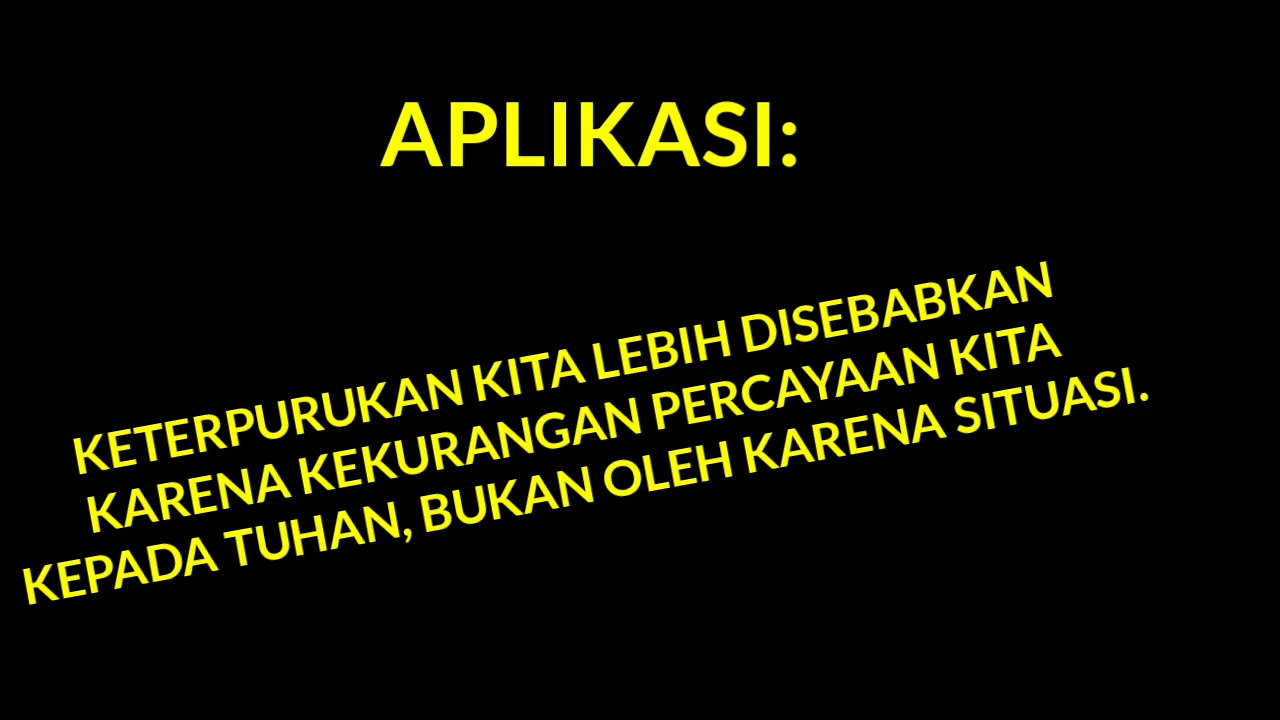 APLIKASI:
KETERPURUKAN KITA LEBIH DISEBABKAN
KARENA KEKURANGAN PERCAYAAN KITA
KEPADA TUHAN, BUKAN OLEH KARENA SITUASI.